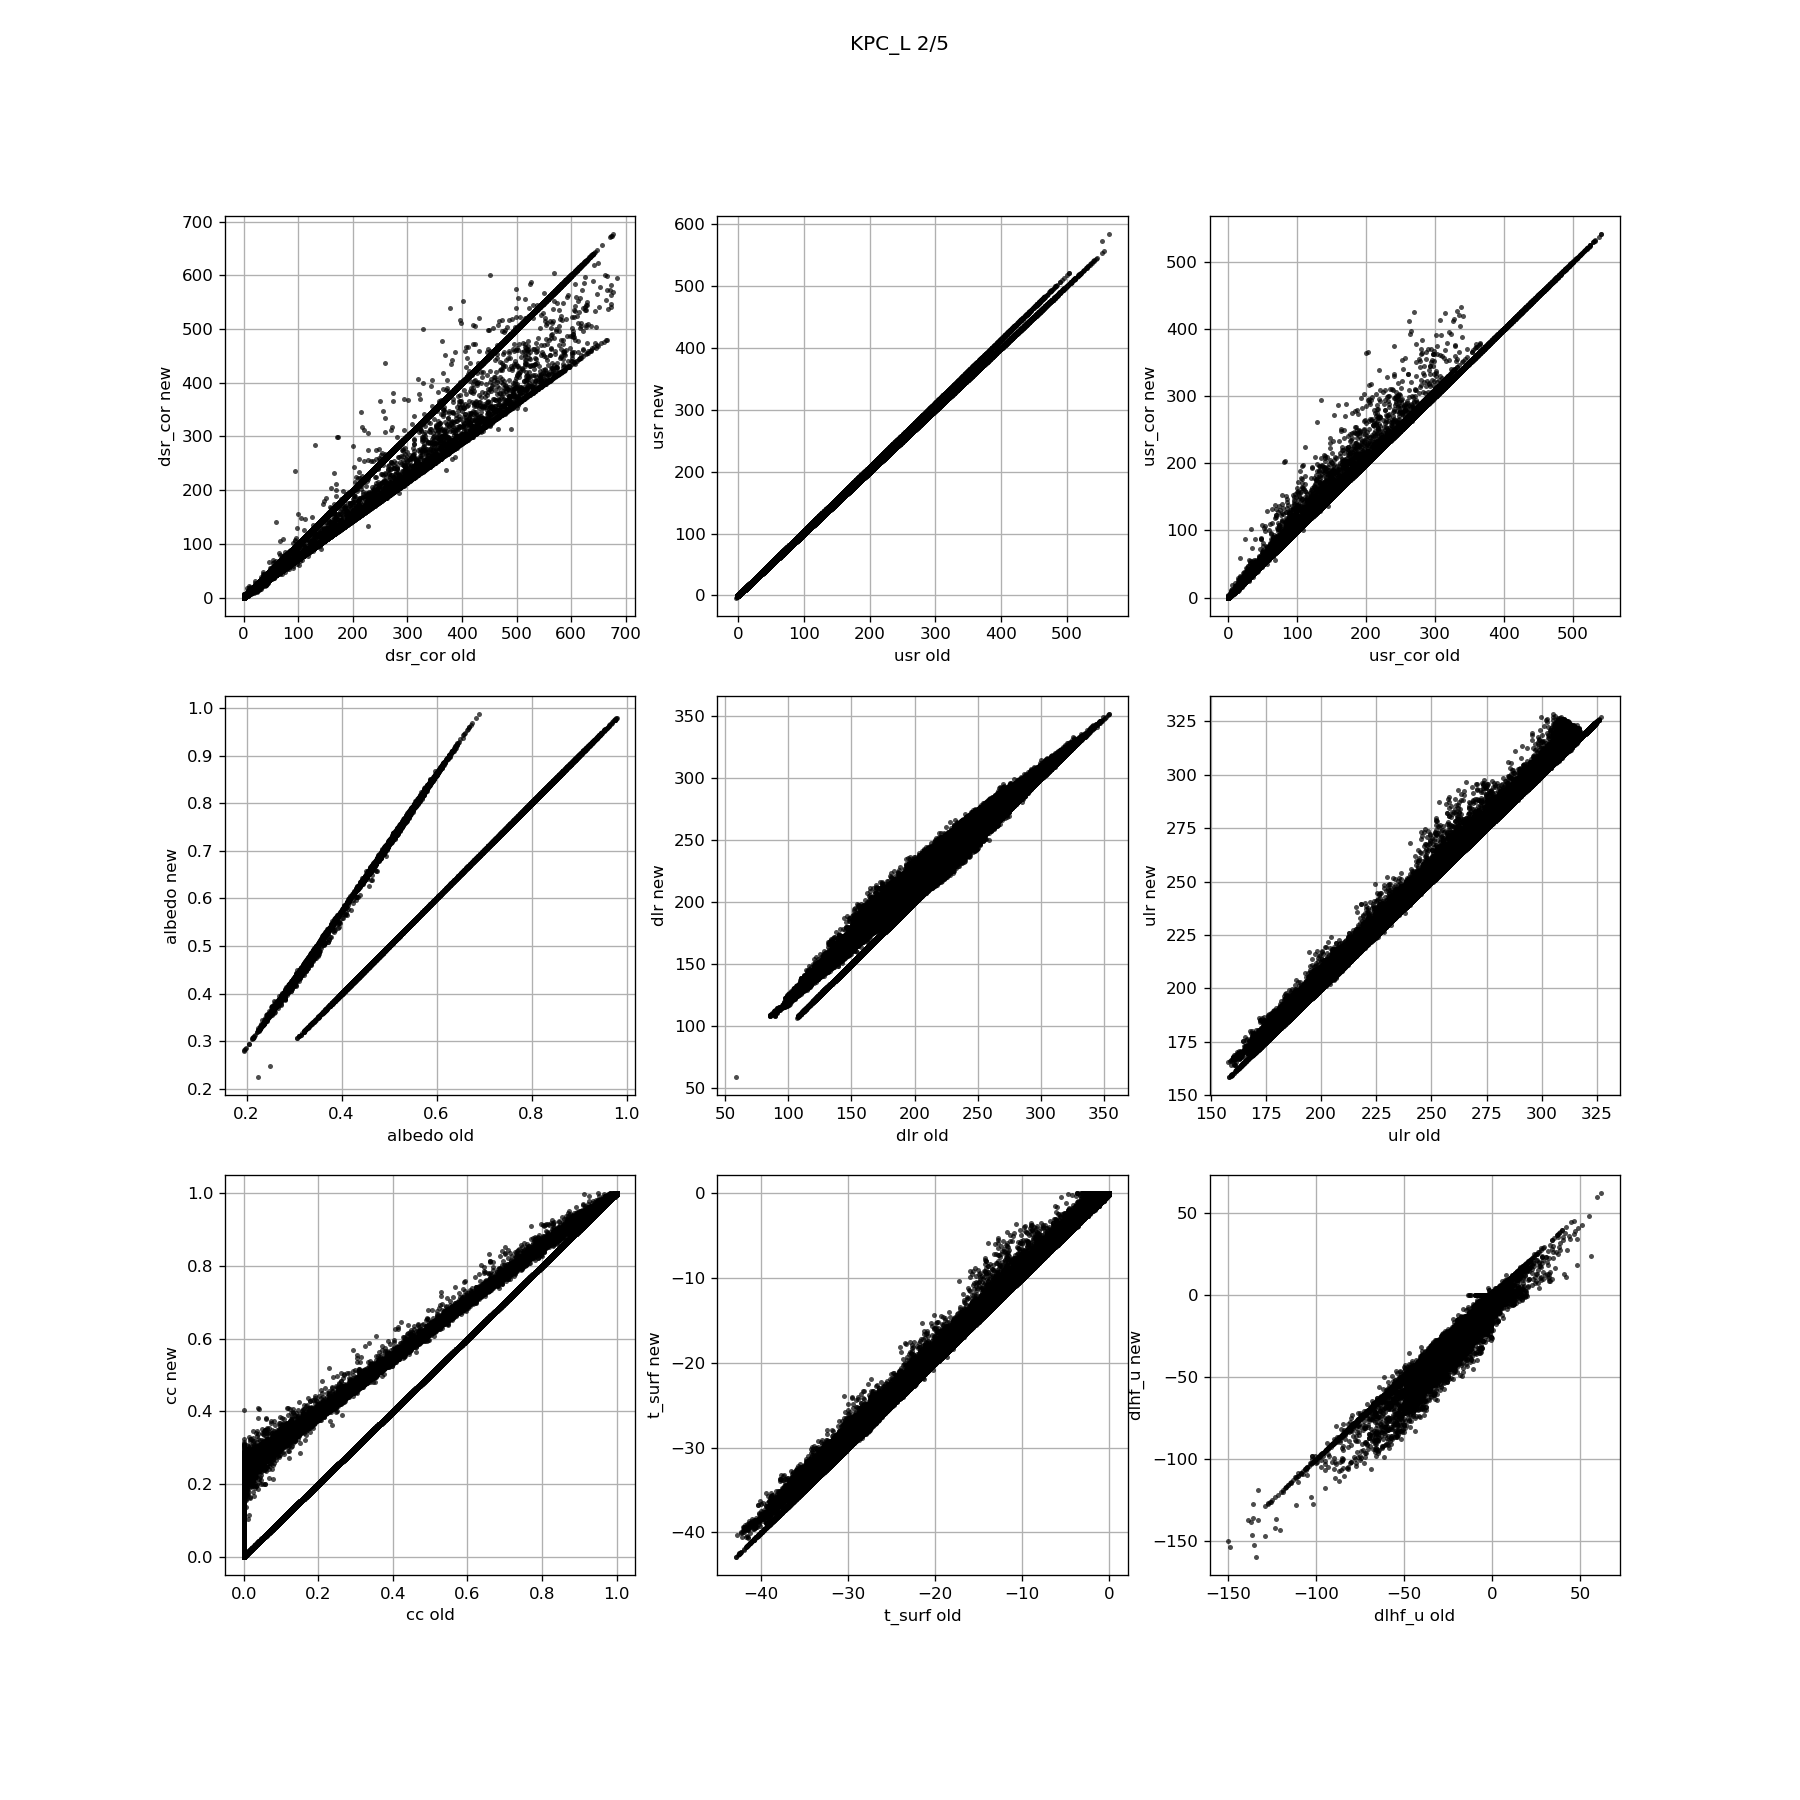 KPC_L 2/5
700
600
500
400
300
200
100
0
dsr_cor new
0 100 200 300 400 500 600 700
dsr_cor old
600
500
400
300
200
100
0
usr new
0 100 200 300 400 500
usr old
500
400
300
200
100
0
usr_cor new
0 100 200 300 400 500
usr_cor old
1.0
0.9
0.8
0.7
0.6
0.5
0.4
0.3
0.2
albedo new
0.2 0.4 0.6 0.8 1.0
albedo old
350
300
250
200
150
100
50
dlr new
50 100 150 200 250 300 350
dlr old
325
300
275
250
225
200
175
150
ulr new
150 175 200 225 250 275 300 325
ulr old
1.0
0.8
0.6
0.4
0.2
0.0
cc new
0.0 0.2 0.4 0.6 0.8 1.0
cc old
0
−10
−20
−30
−40
t_surf new
−40 −30 −20 −10 0
t_surf old
50
0
−50
−100
−150
dlhf_u new
−150 −100 −50 0 50
dlhf_u old